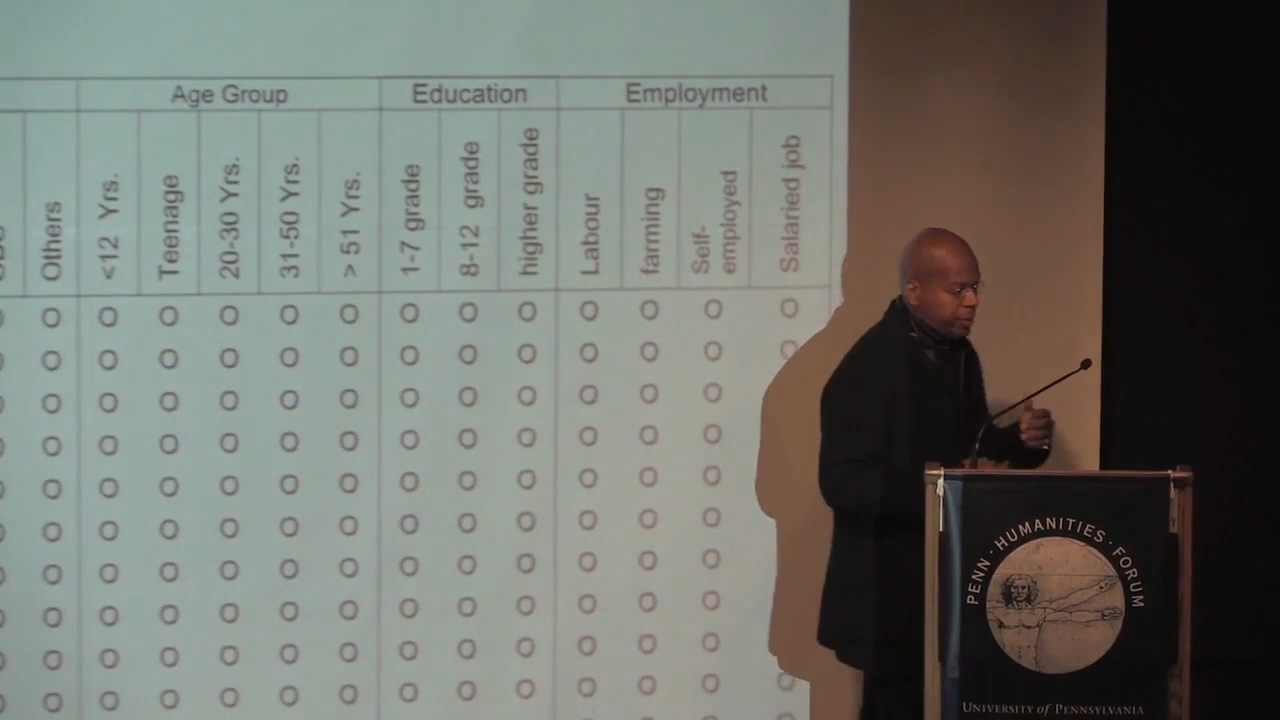 Age Group Education Employment
Others <12 Yrs. Teenage 20-30 Yrs. 31-50 Yrs. > 51 Yrs. 1-7 grade 8-12 grade higher grade Labour farming Self-employed Salaried job
PENN · HUMANITIES · FORUM
UNIVERSITY of PENNSYLVANIA